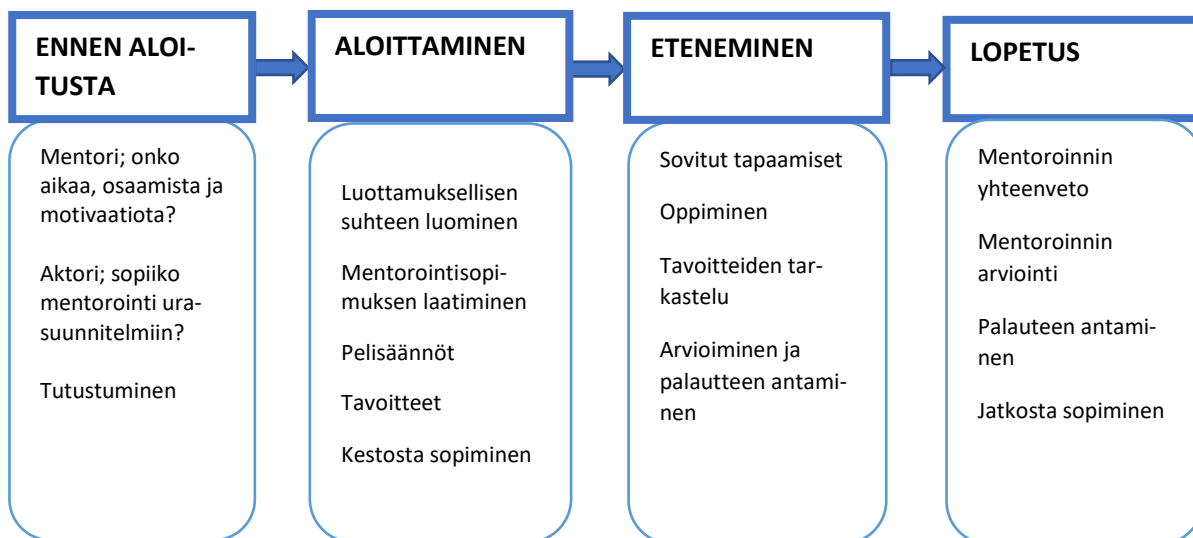 ENNEN ALOI-
TUSTA
Mentori; onko
aikaa, osaamista ja
motivaatiota?
Aktori; sopiiko
mentorointi ura-
suunnitelmiin?
Tutustuminen
ALOITTAMINEN
Luottamuksellisen
suhteen luominen
Mentorointisopi-
muksen laatiminen
Pelisäännöt
Tavoitteet
Kestosta sopiminen
ETENEMINEN
Sovitut tapaamiset
Oppiminen
Tavoitteiden tar-
kastelu
Arvioiminen ja
palautteen antami-
nen
LOPETUS
Mentoroinnin
yhteenveto
Mentoroinnin
arviointi
Palauteen antami-
nen
Jatkosta sopiminen